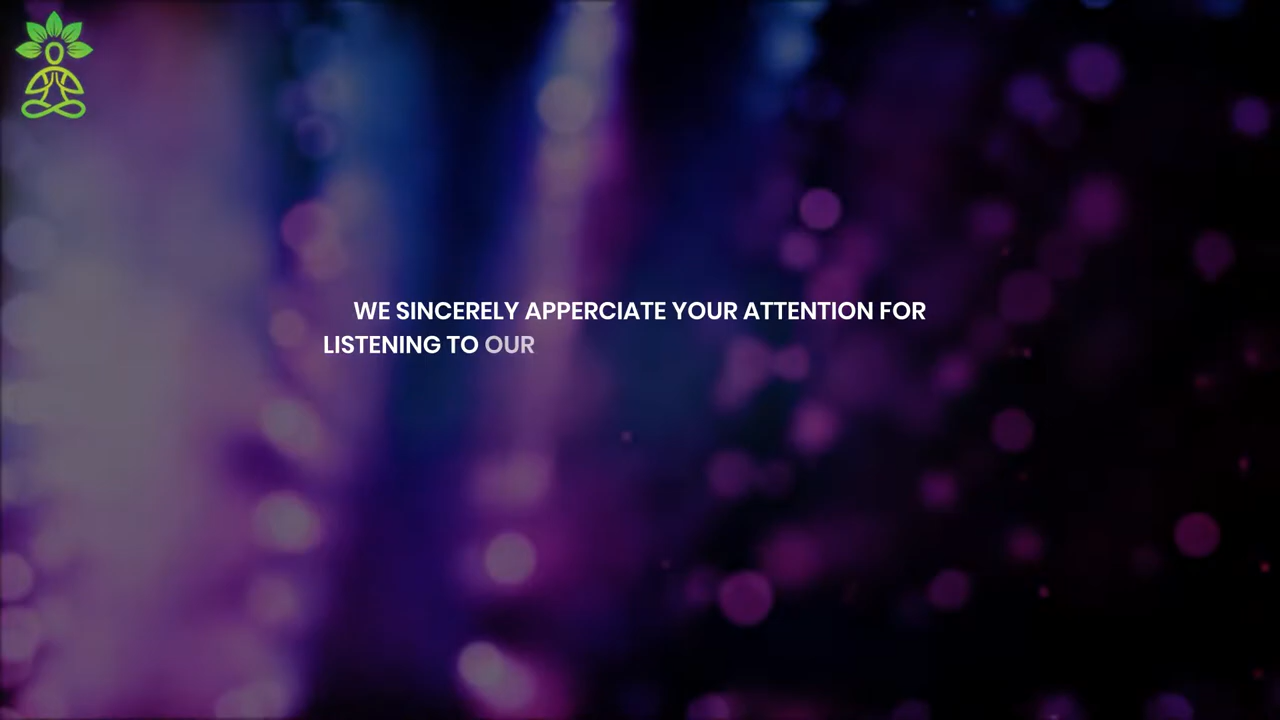 WE SINCERELY APPERCIATE YOUR ATTENTION FOR
LISTENING TO OUR